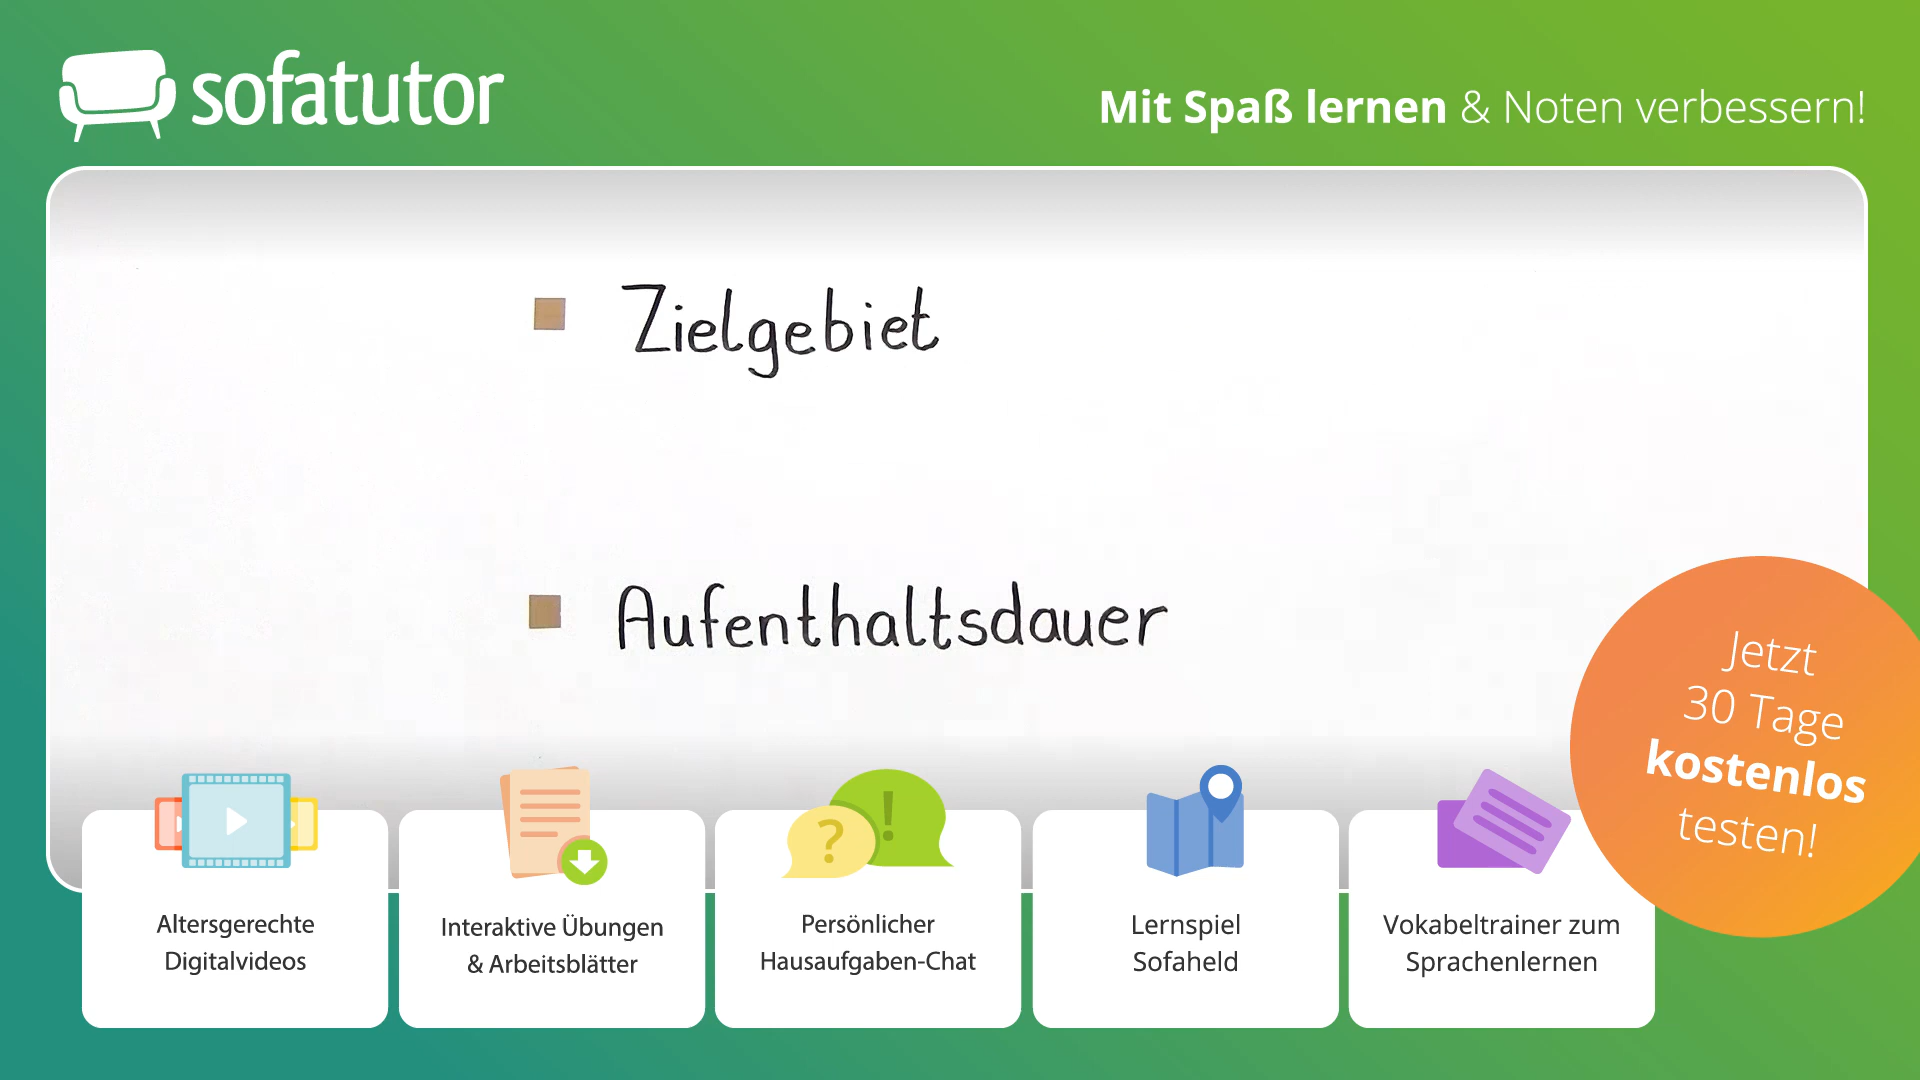 sofatutor
Mit Spaß lernen & Noten verbessern!
Zielgebiet
Aufenthaltsdauer
Jetzt
30 Tage
kostenlos
testen!
Altersgerechte
Digitalvideos
Interaktive Übungen
& Arbeitsblätter
? !
Persönlicher
Hausaufgaben-Chat
Lernspiel
Sofaheld
Vokabeltrainer zum
Sprachenlernen